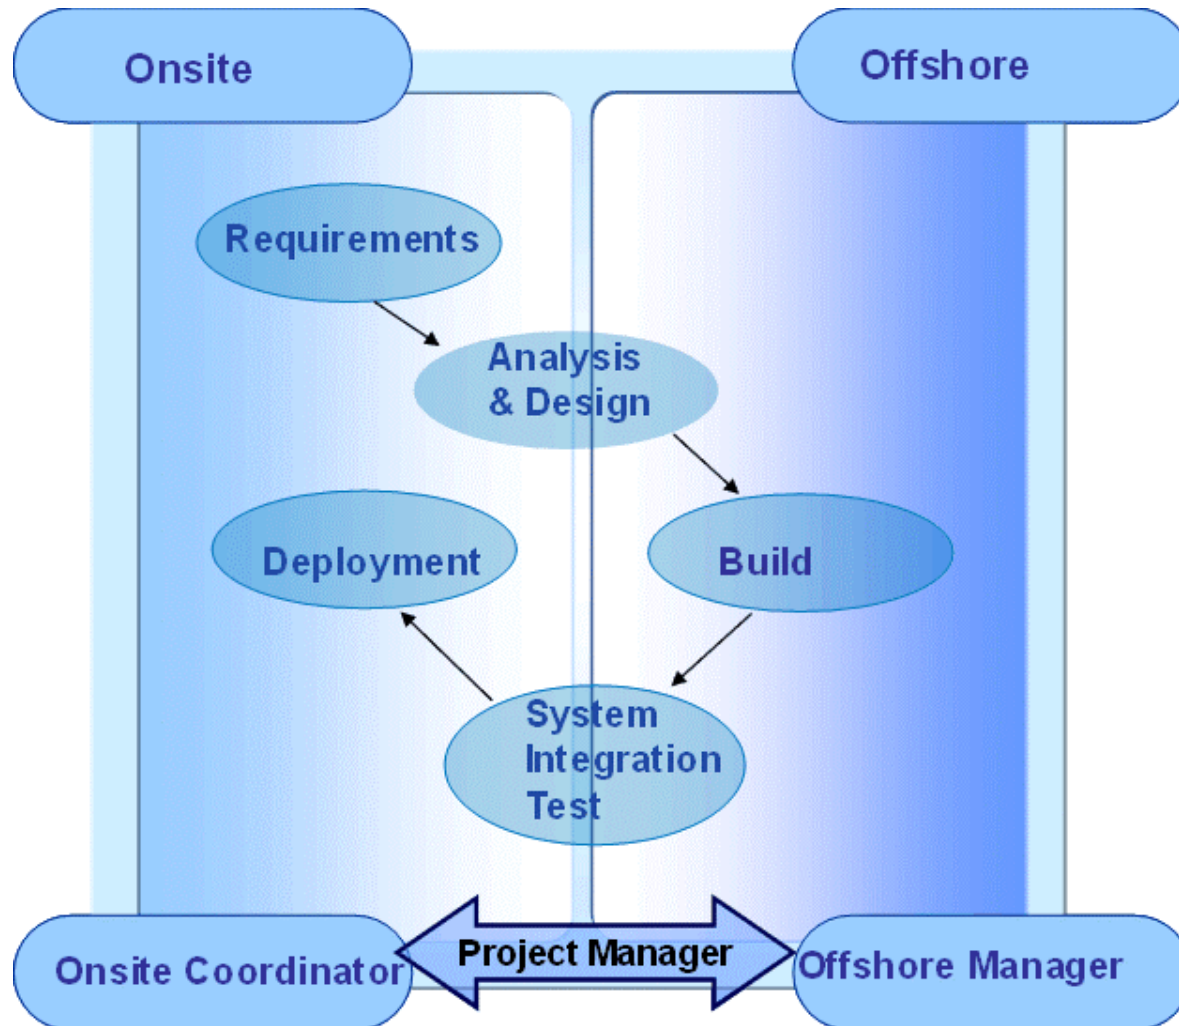 Onsite
Offshore
Requirements
Analysis
& Design
Deployment
Build
System
Integration
Test
Onsite Coordinator
Project Manager
Offshore Manager